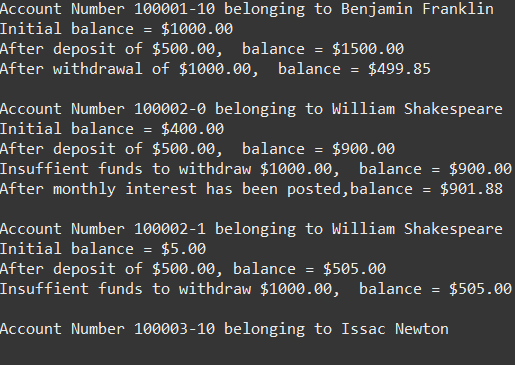 Account Number 100001-10 belonging to Benjamin Franklin
Initial balance = $1000.00
After deposit of $500.00,  balance = $1500.00
After withdrawal of $1000.00,  balance = $499.85
Account Number 100002-0 belonging to William Shakespeare
Initial balance = $400.00
After deposit of $500.00,  balance = $900.00
Insuffient funds to withdraw $1000.00,  balance = $900.00
After monthly interest has been posted,balance = $901.88
Account Number 100002-1 belonging to William Shakespeare
Initial balance = $5.00
After deposit of $500.00, balance = $505.00
Insuffient funds to withdraw $1000.00,  balance = $505.00
Account Number 100003-10 belonging to Issac Newton